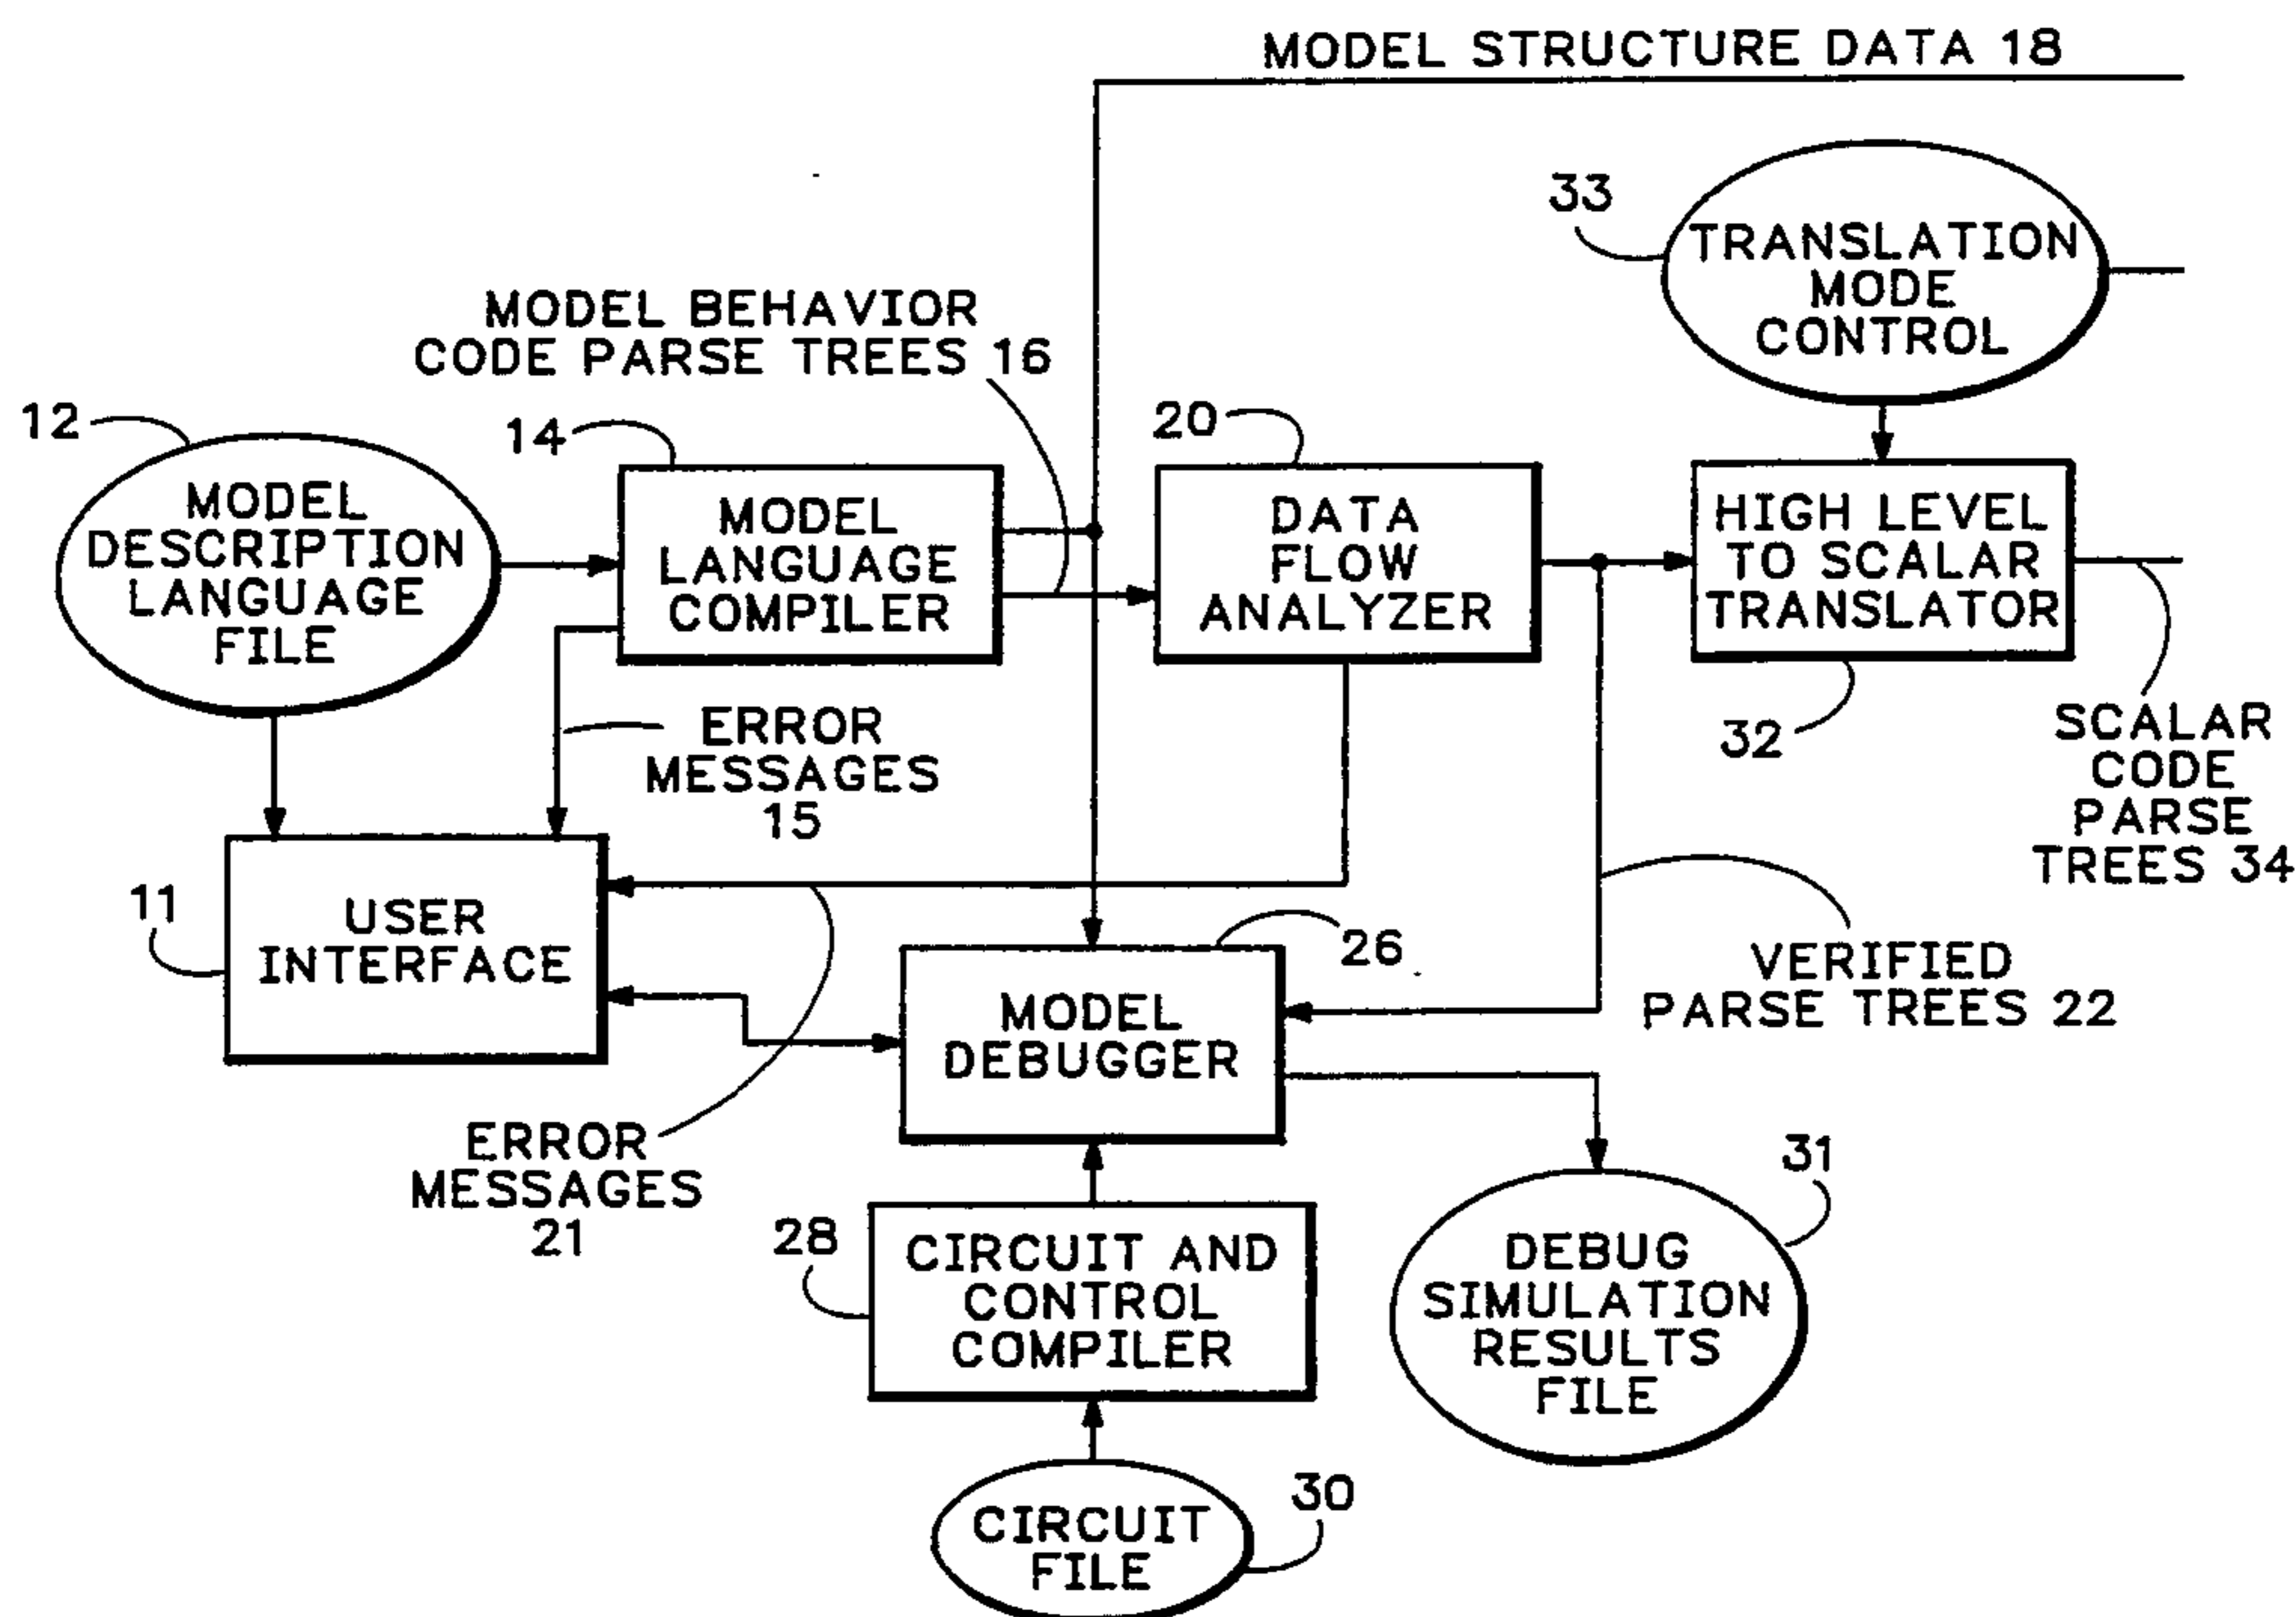 MODEL STRUCTURE DATA 18
33
TRANSLATION
MODE
CONTROL
MODEL BEHAVIOR
CODE PARSE TREES 16
12
14
20
MODEL
DESCRIPTION
LANGUAGE
FILE
MODEL
LANGUAGE
COMPILER
DATA
FLOW
ANALYZER
HIGH LEVEL
TO SCALAR
TRANSLATOR
32
SCALAR
CODE
PARSE
TREES 34
ERROR
MESSAGES
15
11
USER
INTERFACE
26
MODEL
DEBUGGER
VERIFIED
PARSE TREES 22
ERROR
MESSAGES
21
28
CIRCUIT AND
CONTROL
COMPILER
31
DEBUG
SIMULATION
RESULTS
FILE
30
CIRCUIT
FILE